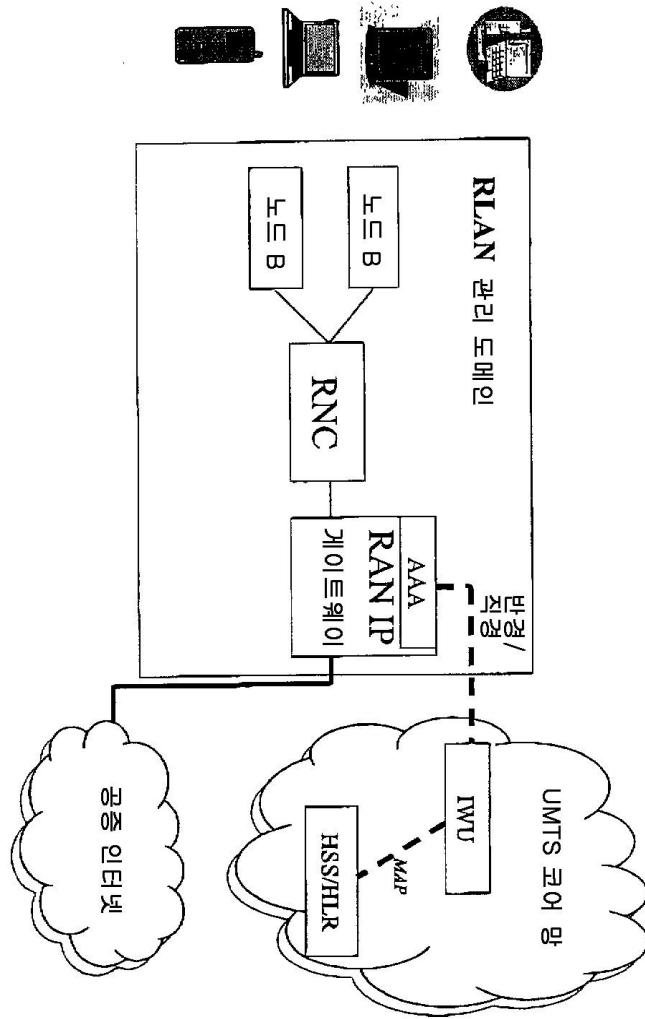 RLAN 관리 도메인
노드 B
노드 B
RNC
AAA
RAN IP
게이트웨이
반경/
직경
UMTS 코어 망
IWU
MAP
HSS/HLR
공중 인터넷